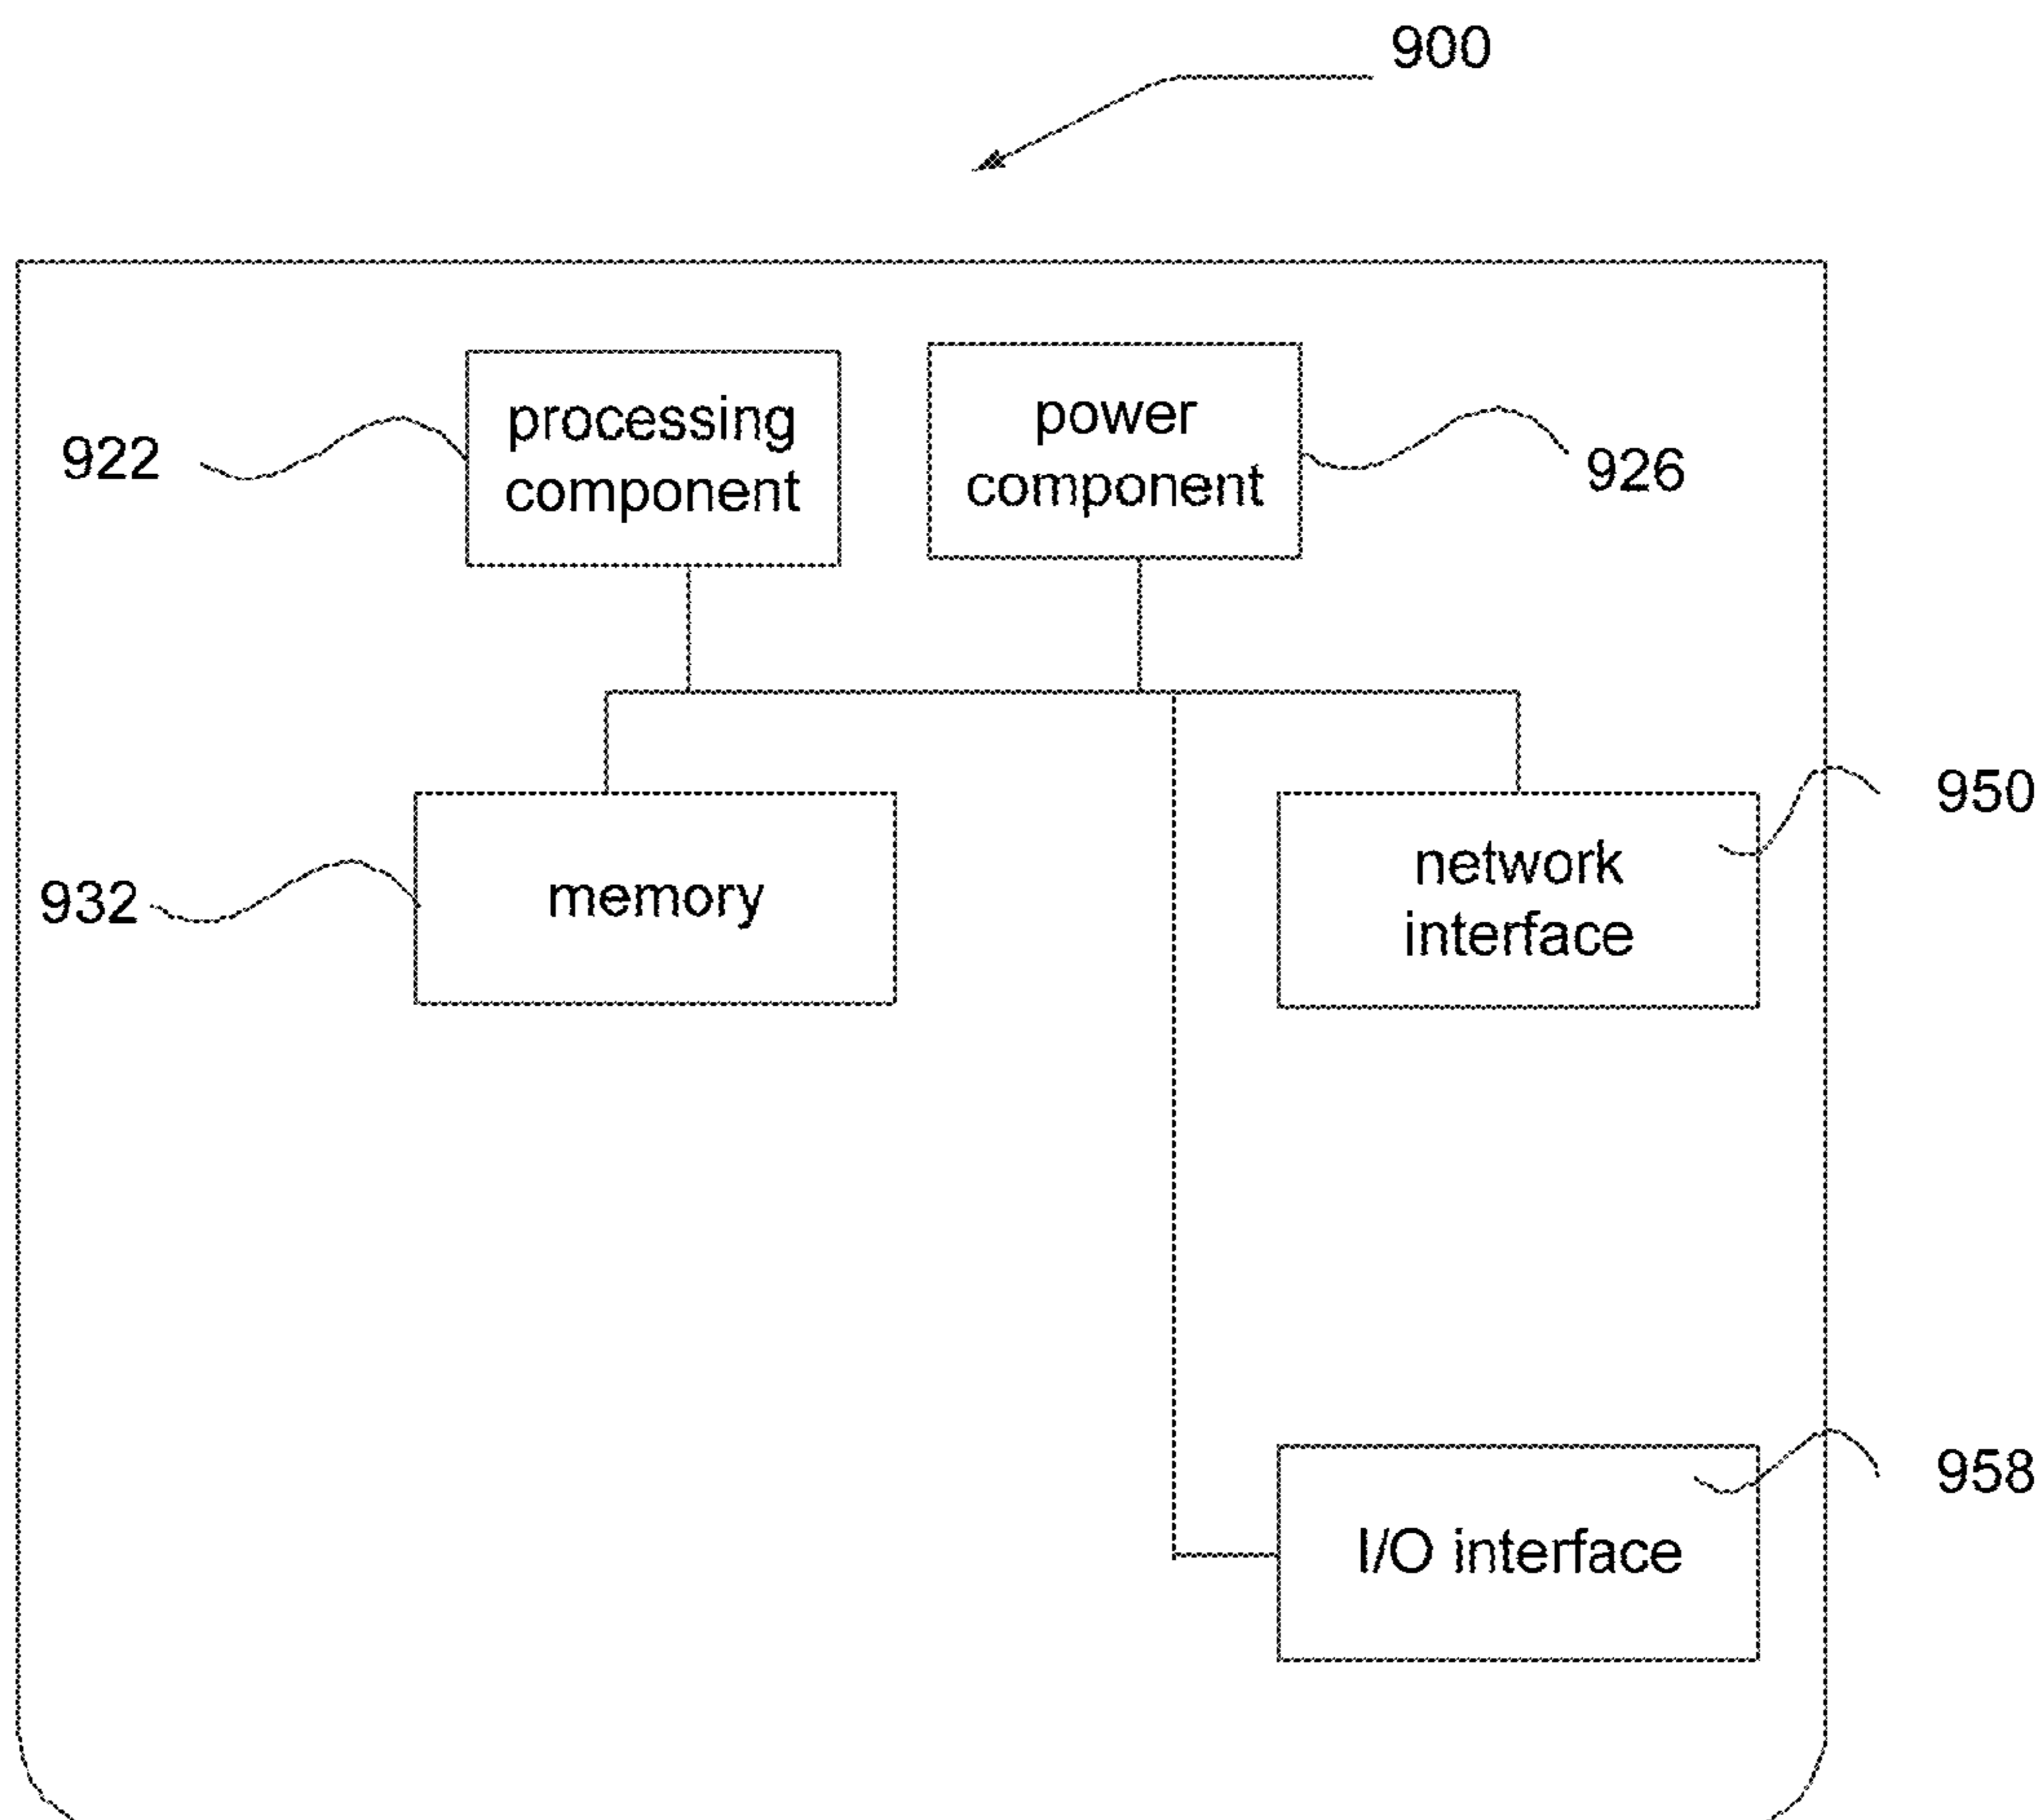 900
922
processing
component
power
component
926
932
memory
network
interface
950
I/O interface
958